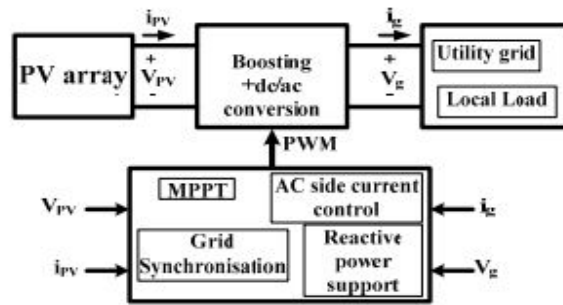 iPV
ig
PV array
+
VPV
-
Boosting
+dc/ac
conversion
+
Vg
-
Utility grid
Local Load
PWM
MPPT
AC side current
control
VPV
ig
Grid
Synchronisation
Reactive
power
support
iPV
Vg